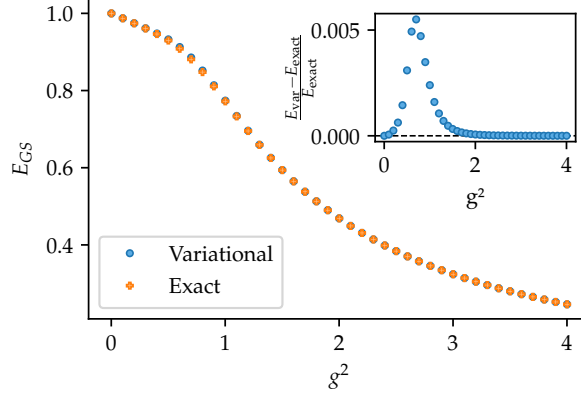 1.0
0.8
0.6
0.4
E_GS
0 1 2 3 4
g²
Variational
Exact
0.005
0.000
E_var − E_exact
E_exact
0 2 4
g²